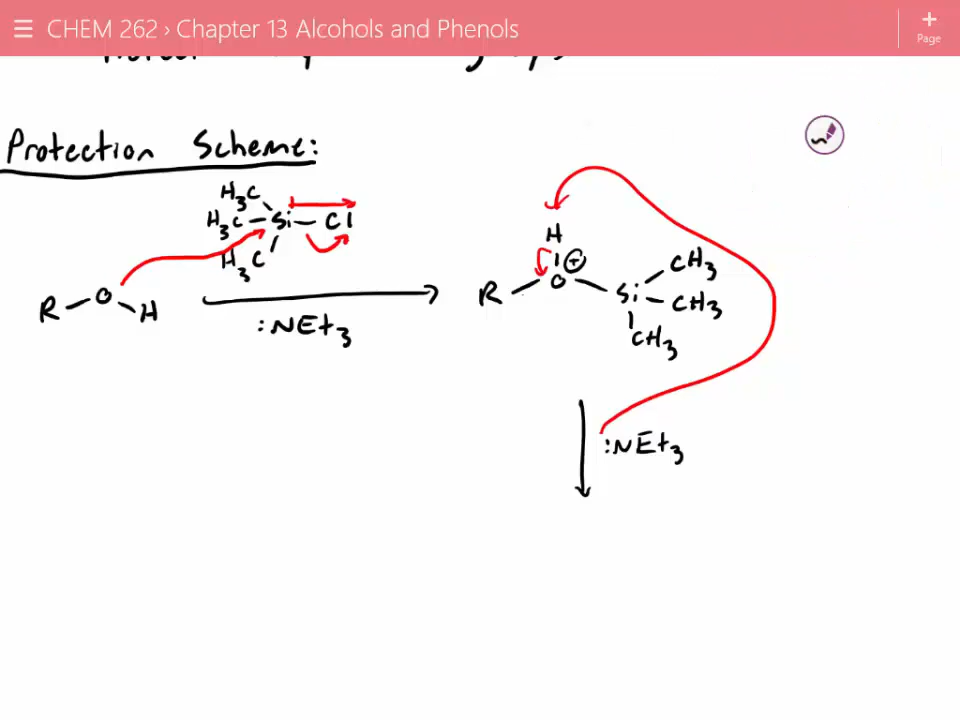 CHEM 262 › Chapter 13 Alcohols and Phenols
+
Page
Protection Scheme:
H3C
H3C Si Cl
H3C
R O H
:NEt3
H
⊕
R O Si CH3
CH3
CH3
:NEt3